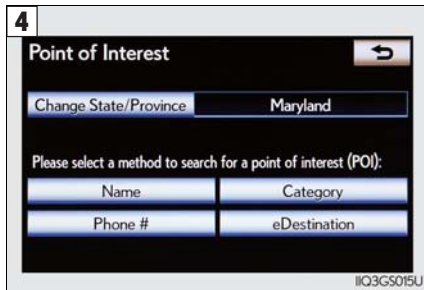 4
Point of Interest
Change State/Province Maryland
Please select a method to search for a point of interest (POI):
Name Category
Phone # eDestination
IIQ3GS015U